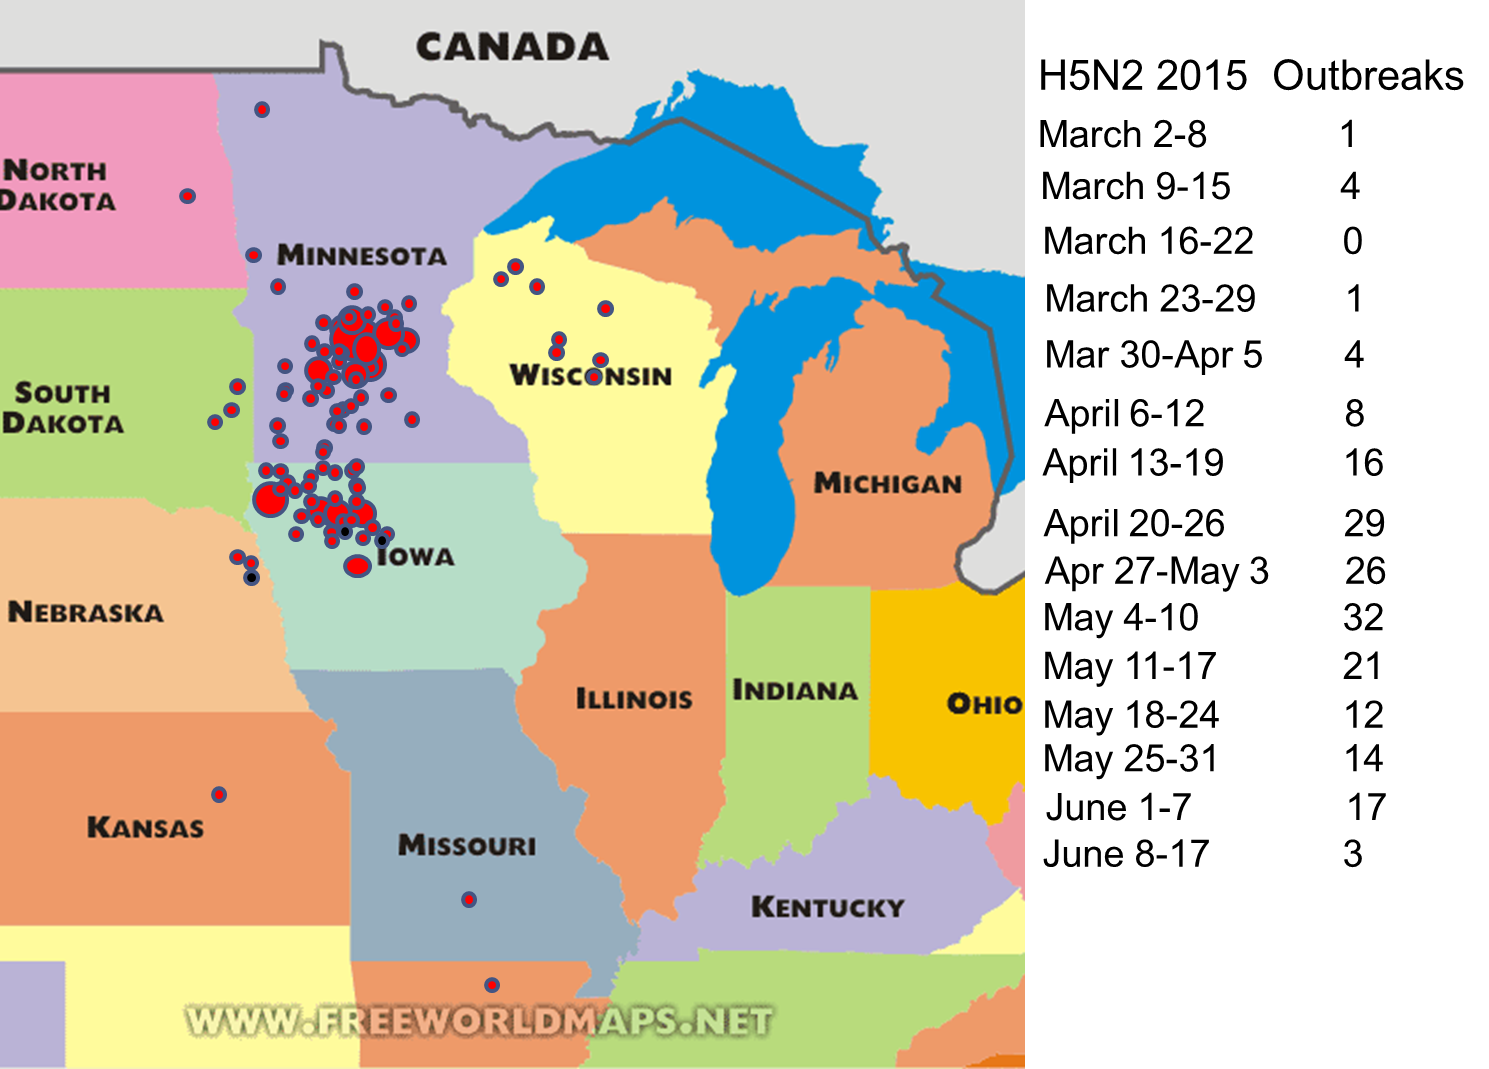 CANADA
NORTH
DAKOTA
MINNESOTA
SOUTH
DAKOTA
WISCONSIN
MICHIGAN
IOWA
NEBRASKA
ILLINOIS
INDIANA
OHIO
KANSAS
MISSOURI
KENTUCKY
WWW.FREEWORLDMAPS.NET
H5N2 2015 Outbreaks
March 2-8 1
March 9-15 4
March 16-22 0
March 23-29 1
Mar 30-Apr 5 4
April 6-12 8
April 13-19 16
April 20-26 29
Apr 27-May 3 26
May 4-10 32
May 11-17 21
May 18-24 12
May 25-31 14
June 1-7 17
June 8-17 3